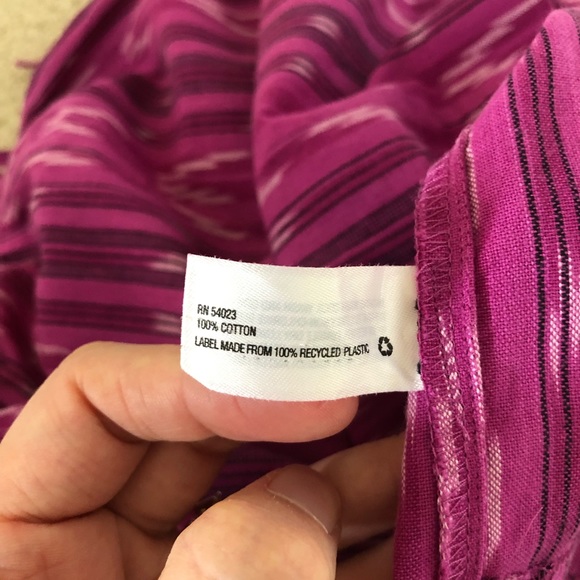 RN 54023
100% COTTON
LABEL MADE FROM 100% RECYCLED PLASTIC